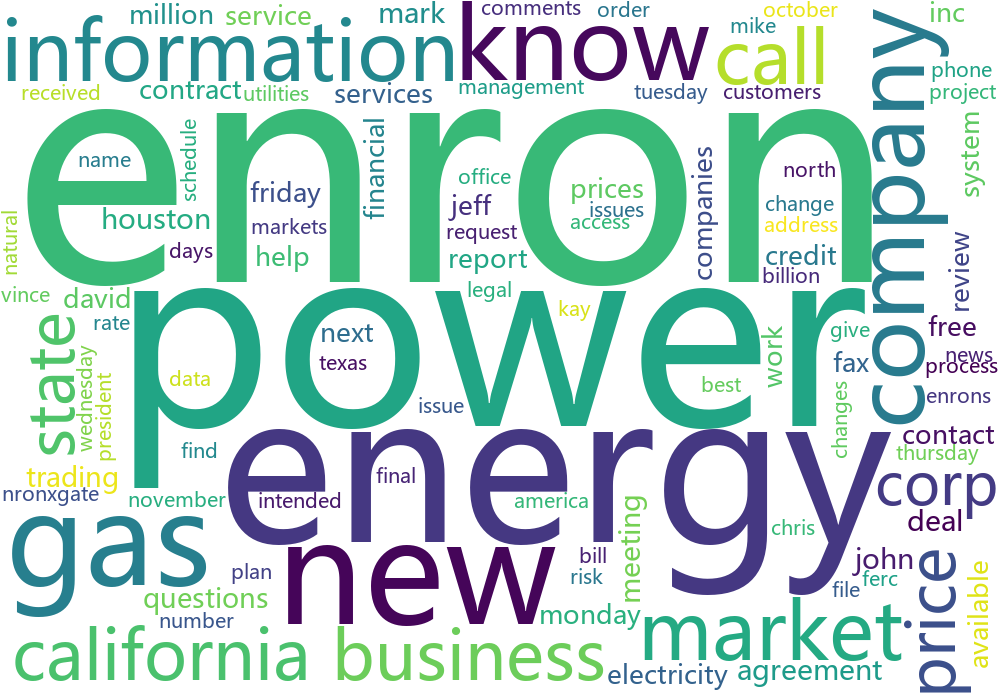 million
service
mark
comments
order
mike
october
inc
information
know
call
company
phone
project
received
contract
utilities
services
management
tuesday
customers
enron
name
schedule
friday
financial
jeff
office
prices
issues
access
companies
north
change
address
system
natural
houston
days
markets
help
request
report
credit
billion
review
vince
david
rate
power
legal
kay
next
texas
give
free
state
wednesday
president
data
issue
best
work
fax
news
process
enrons
changes
find
energy
final
contact
thursday
trading
nronxgate
november
intended
america
corp
deal
gas
new
plan
bill
risk
meeting
chris
john
ferc
file
price
available
questions
number
monday
market
california
business
electricity
agreement